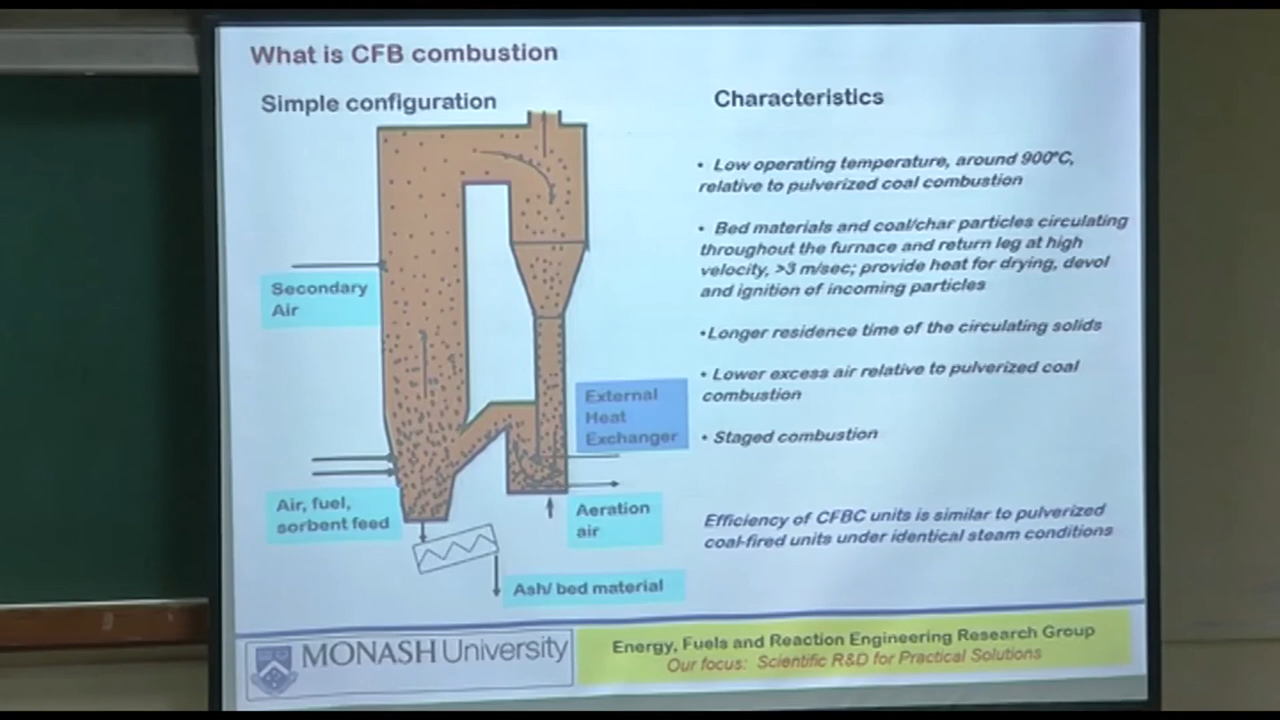 What is CFB combustion
Simple configuration
Secondary
Air
Air, fuel,
sorbent feed
External
Heat
Exchanger
Aeration
air
Ash/ bed material
Characteristics
• Low operating temperature, around 900°C,
relative to pulverized coal combustion
• Bed materials and coal/char particles circulating
throughout the furnace and return leg at high
velocity, >3 m/sec; provide heat for drying, devol
and ignition of incoming particles
•Longer residence time of the circulating solids
• Lower excess air relative to pulverized coal
combustion
• Staged combustion
Efficiency of CFBC units is similar to pulverized
coal-fired units under identical steam conditions
MONASH University
Energy, Fuels and Reaction Engineering Research Group
Our focus: Scientific R&D for Practical Solutions